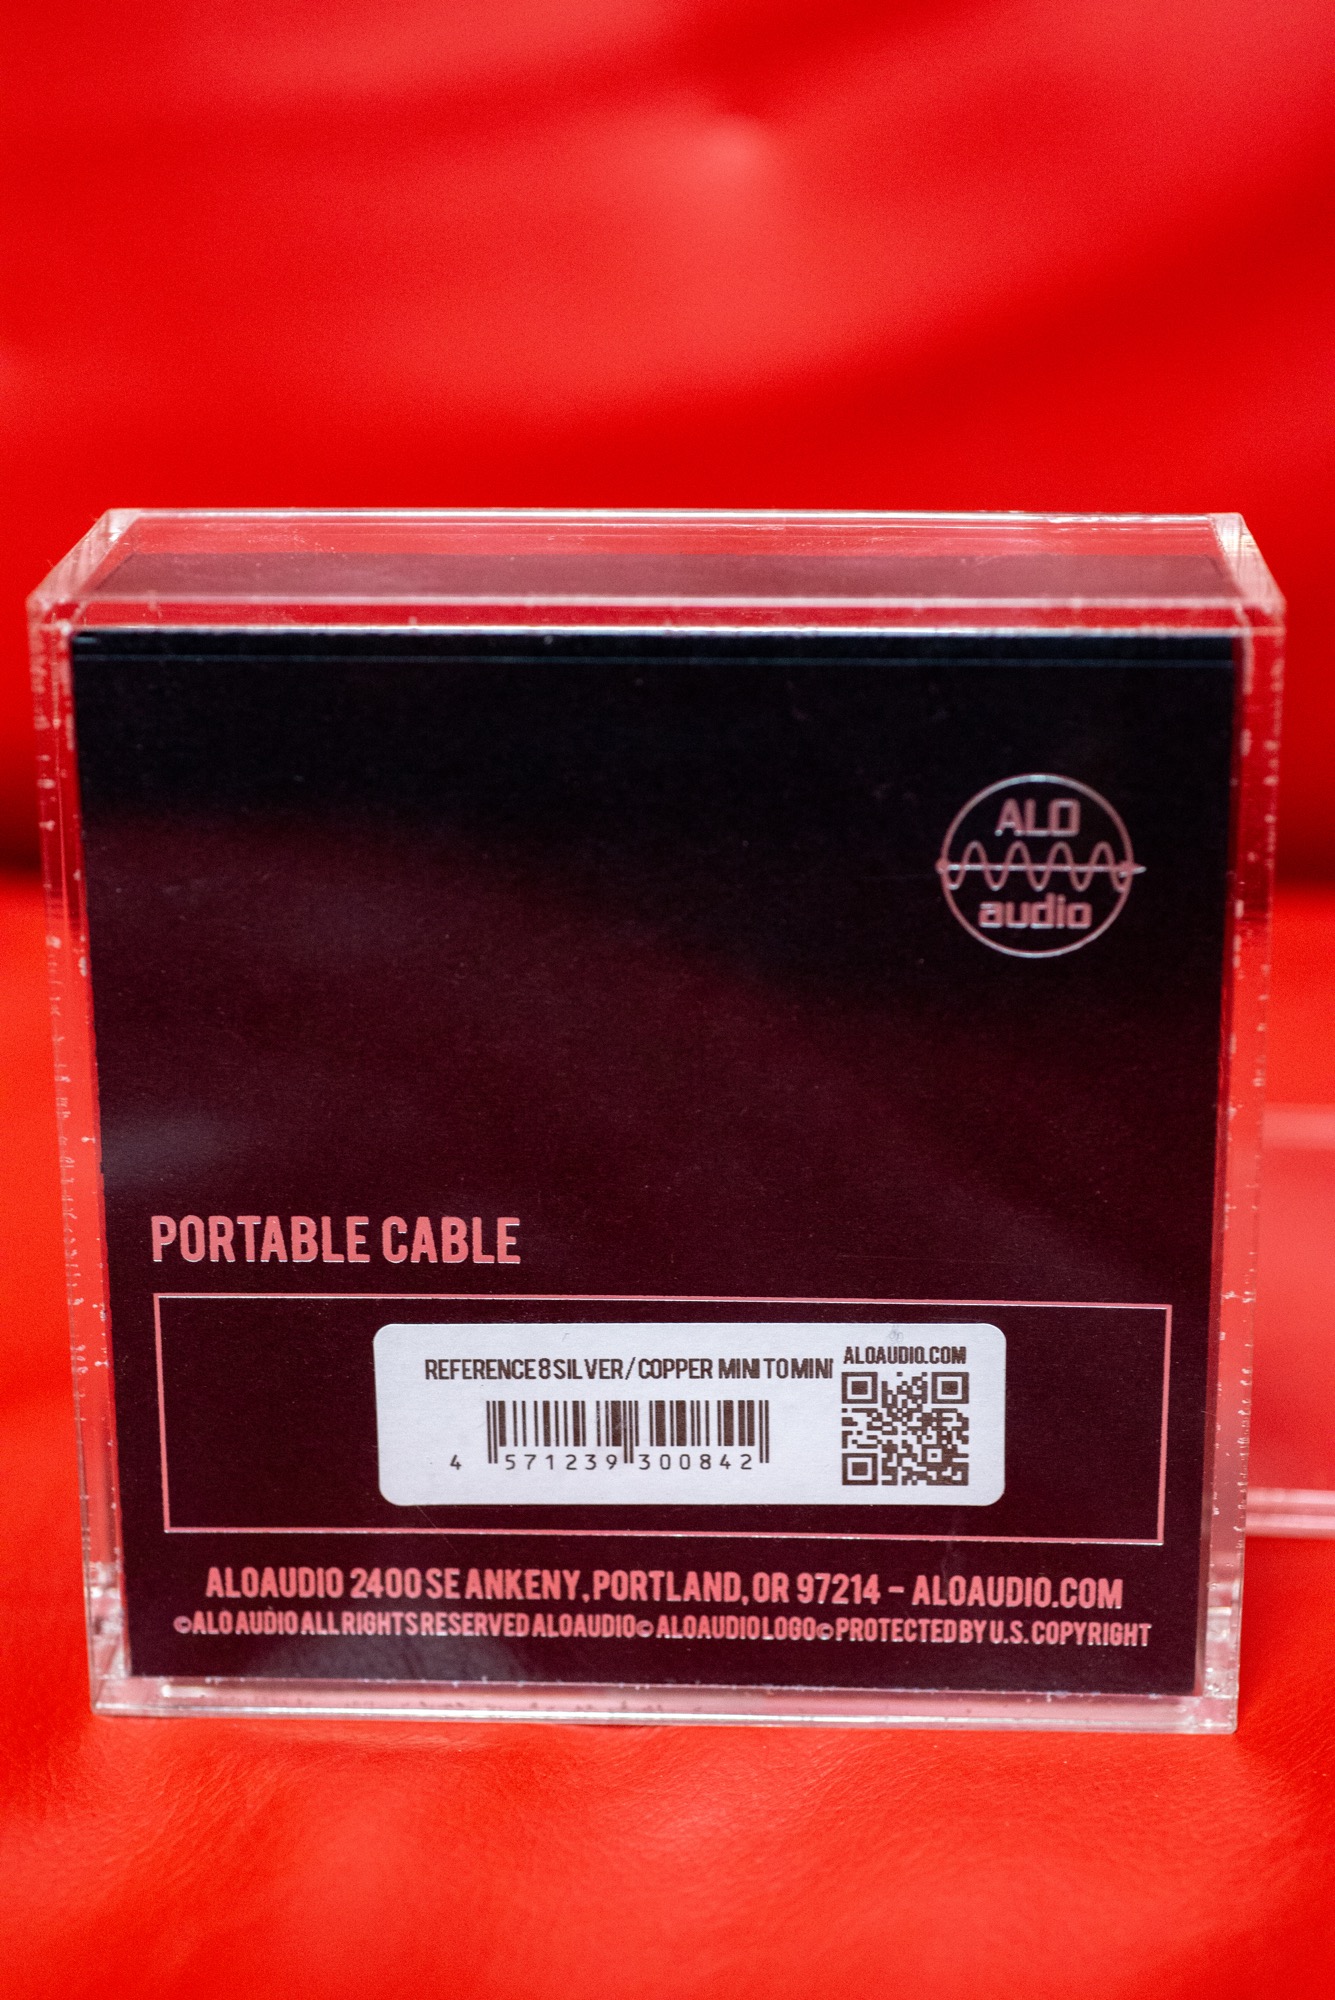 ALO
audio
PORTABLE CABLE
REFERENCE 8 SILVER / COPPER MINI TO MINI
ALOAUDIO.COM
4 571239 300842
ALOAUDIO 2400 SE ANKENY, PORTLAND, OR 97214 - ALOAUDIO.COM
©ALO AUDIO ALL RIGHTS RESERVED ALOAUDIO© ALOAUDIO LOGO© PROTECTED BY U.S. COPYRIGHT